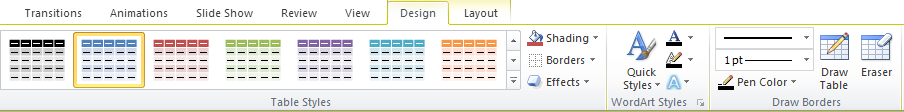 Transitions Animations Slide Show Review View Design Layout
Shading
Borders
Effects
Quick
Styles
A
A
A
1 pt
Pen Color
Draw
Table
Eraser
Table Styles WordArt Styles Draw Borders